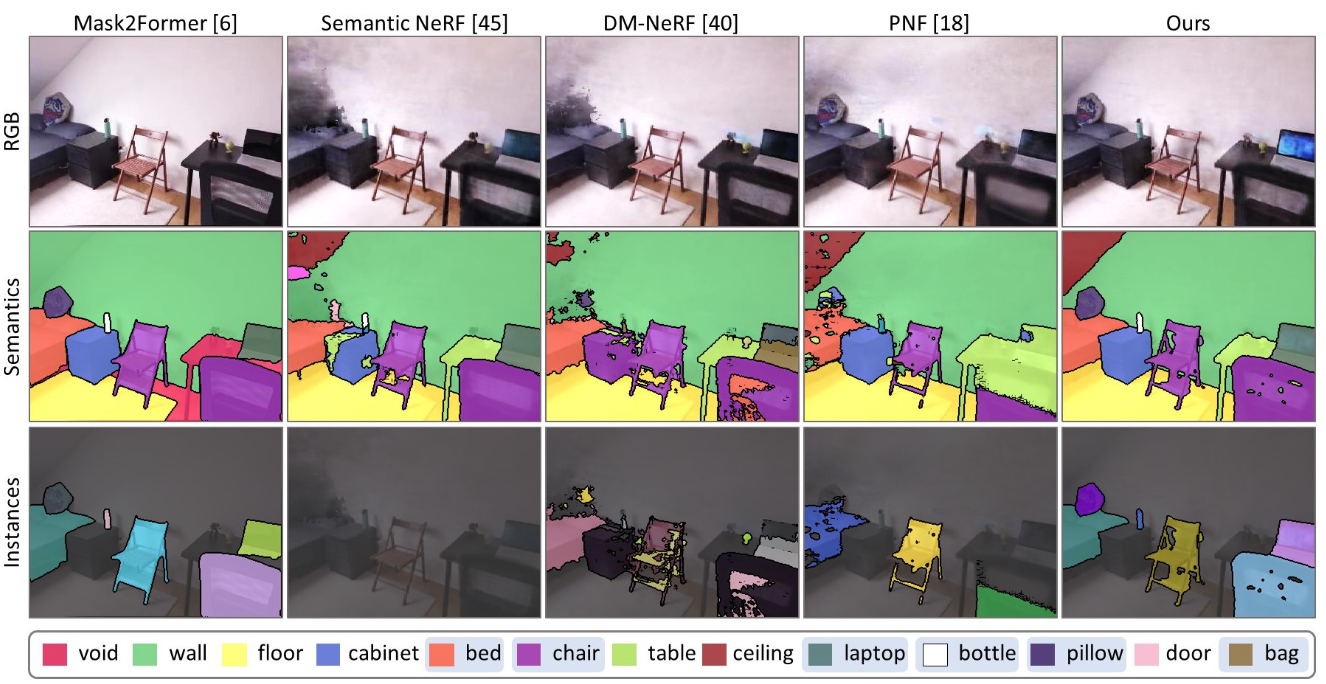 Mask2Former [6] Semantic NeRF [45] DM-NeRF [40] PNF [18] Ours
RGB
Semantics
Instances
void wall floor cabinet bed chair table ceiling laptop bottle pillow door bag